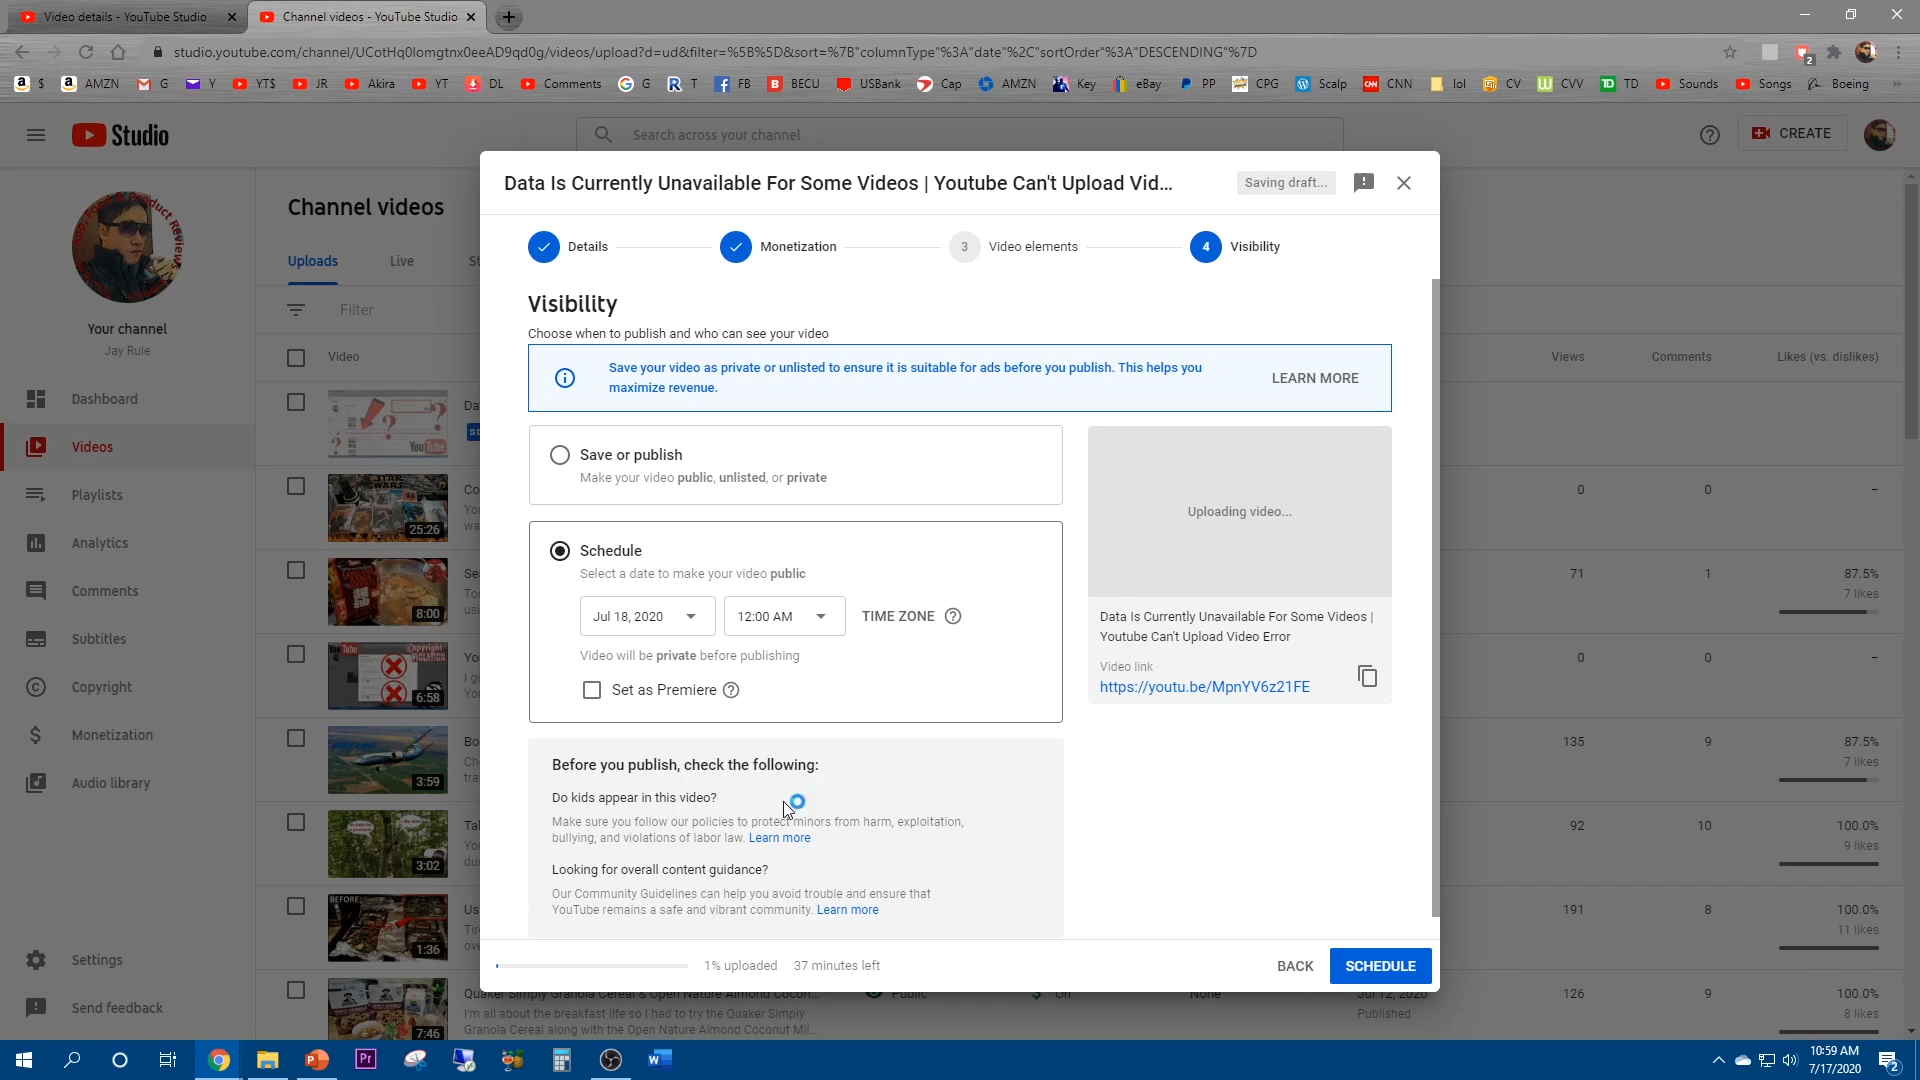 Video details - YouTube Studio
Channel videos - YouTube Studio
studio.youtube.com/channel/UCotHq0lomgtnx0eeAD9qd0g/videos/upload?d=ud&filter=%5B%5D&sort=%7B"columnType"%3A"date"%2C"sortOrder"%3A"DESCENDING"%7D
$ AMZN G Y YT$ JR Akira YT DL Comments G T FB BECU USBank Cap AMZN Key eBay PP CPG Scalp CNN lol CV CVV TD Sounds Songs Boeing
Studio
Search across your channel
CREATE
Your channel
Jay Rule
Dashboard
Videos
Playlists
Analytics
Comments
Subtitles
Copyright
Monetization
Audio library
Settings
Send feedback
Channel videos
Uploads Live
Filter
Video Views Comments Likes (vs. dislikes)
25:26
0 0 –
8:00
71 1 87.5%
7 likes
6:58
0 0 –
3:59
135 9 87.5%
7 likes
3:02
92 10 100.0%
9 likes
BEFORE:
1:36
191 8 100.0%
11 likes
7:46
Quaker Simply Granola Cereal & Open Nature Almond Cocon... Public On None Jul 12, 2020 126 9 100.0%
I'm all about the breakfast life so I had to try the Quaker Simply Published 8 likes
Granola Cereal along with the Open Nature Almond Coconut Mil...
Data Is Currently Unavailable For Some Videos | Youtube Can't Upload Vid...
Saving draft...
Details
Monetization
3 Video elements
4 Visibility
Visibility
Choose when to publish and who can see your video
Save your video as private or unlisted to ensure it is suitable for ads before you publish. This helps you
maximize revenue.
LEARN MORE
Save or publish
Make your video public, unlisted, or private
Schedule
Select a date to make your video public
Jul 18, 2020 12:00 AM TIME ZONE
Video will be private before publishing
Set as Premiere
Uploading video...
Data Is Currently Unavailable For Some Videos |
Youtube Can't Upload Video Error
Video link
https://youtu.be/MpnYV6z21FE
Before you publish, check the following:
Do kids appear in this video?
Make sure you follow our policies to protect minors from harm, exploitation,
bullying, and violations of labor law. Learn more
Looking for overall content guidance?
Our Community Guidelines can help you avoid trouble and ensure that
YouTube remains a safe and vibrant community. Learn more
1% uploaded 37 minutes left
BACK
SCHEDULE
10:59 AM
7/17/2020
2